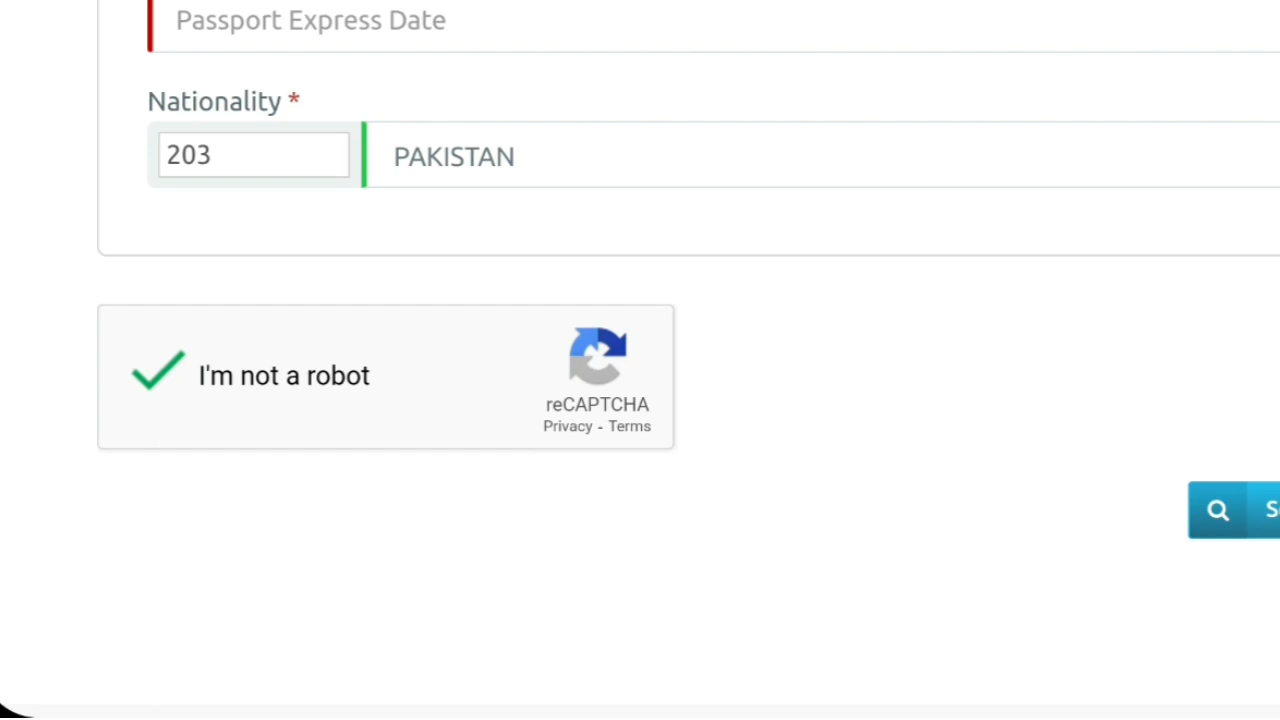 Passport Express Date
Nationality *
203
PAKISTAN
I'm not a robot
reCAPTCHA
Privacy - Terms